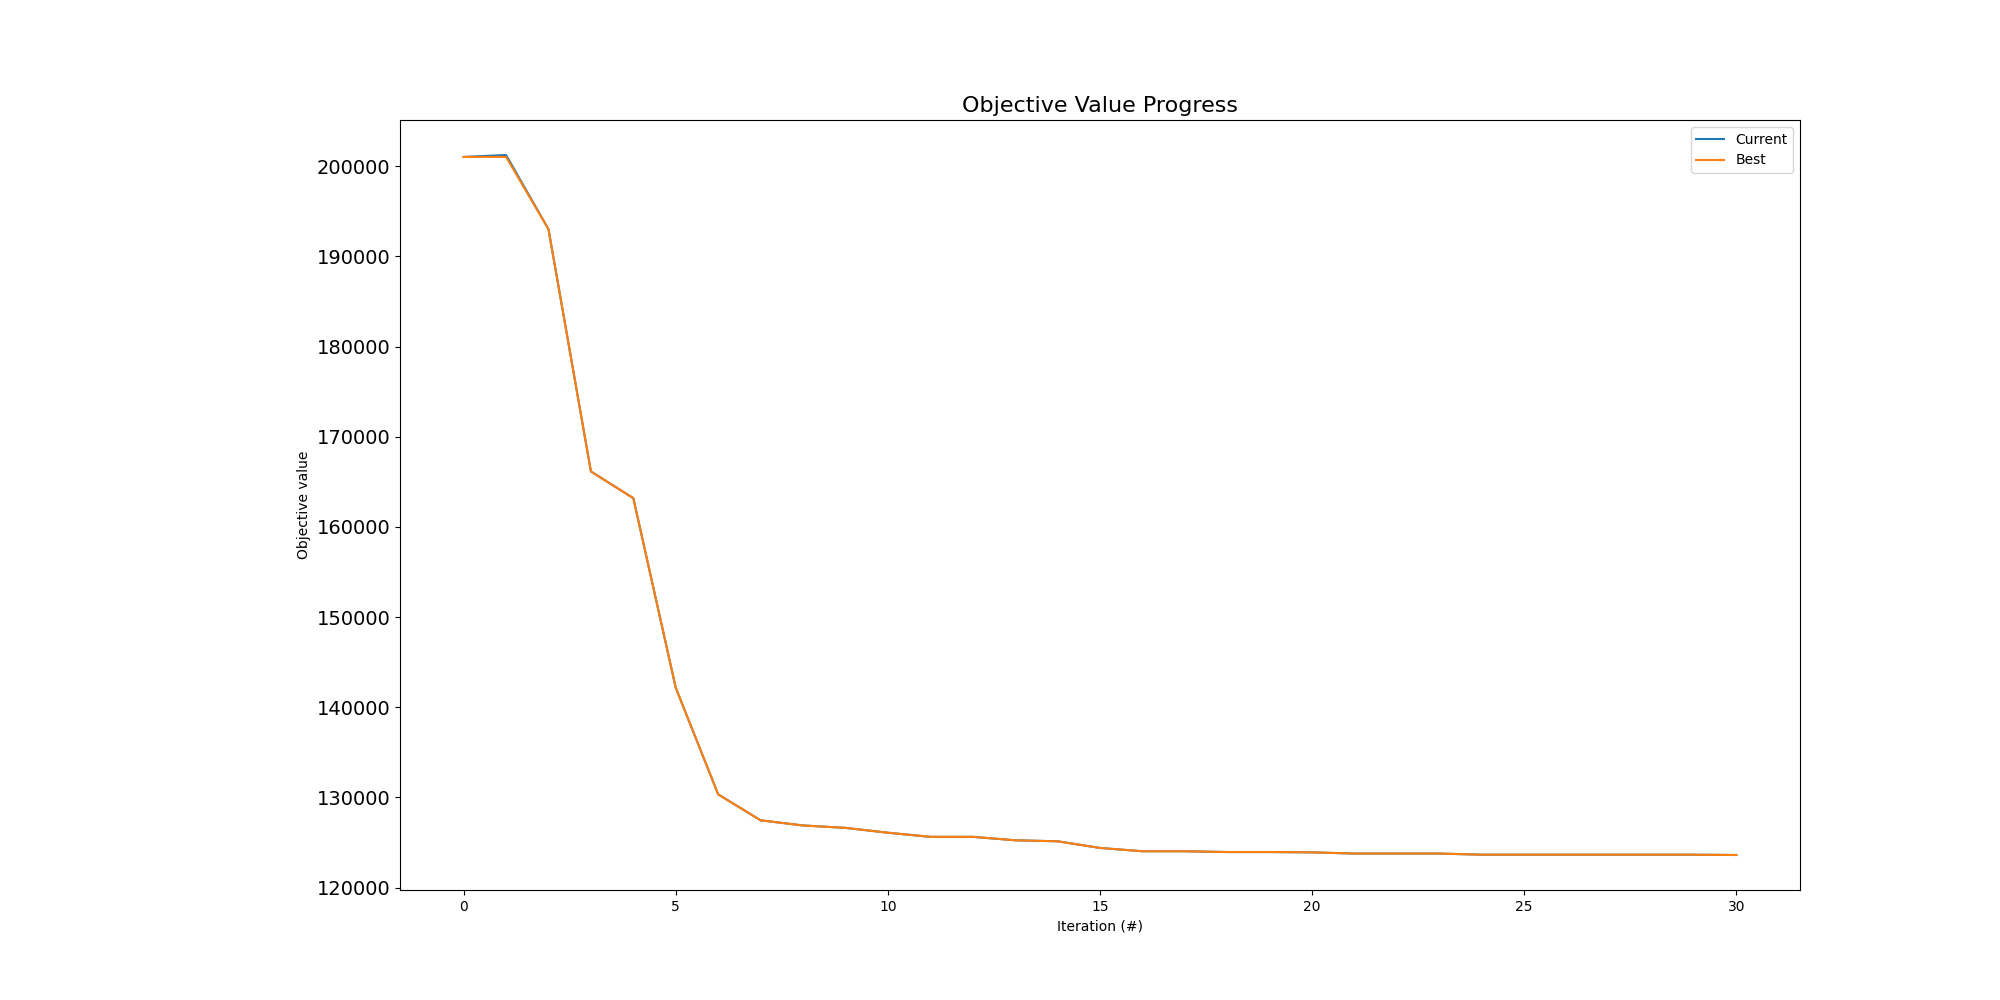 Objective Value Progress
Current
Best
200000
190000
180000
170000
160000
150000
140000
130000
120000
Objective value
0 5 10 15 20 25 30
Iteration (#)